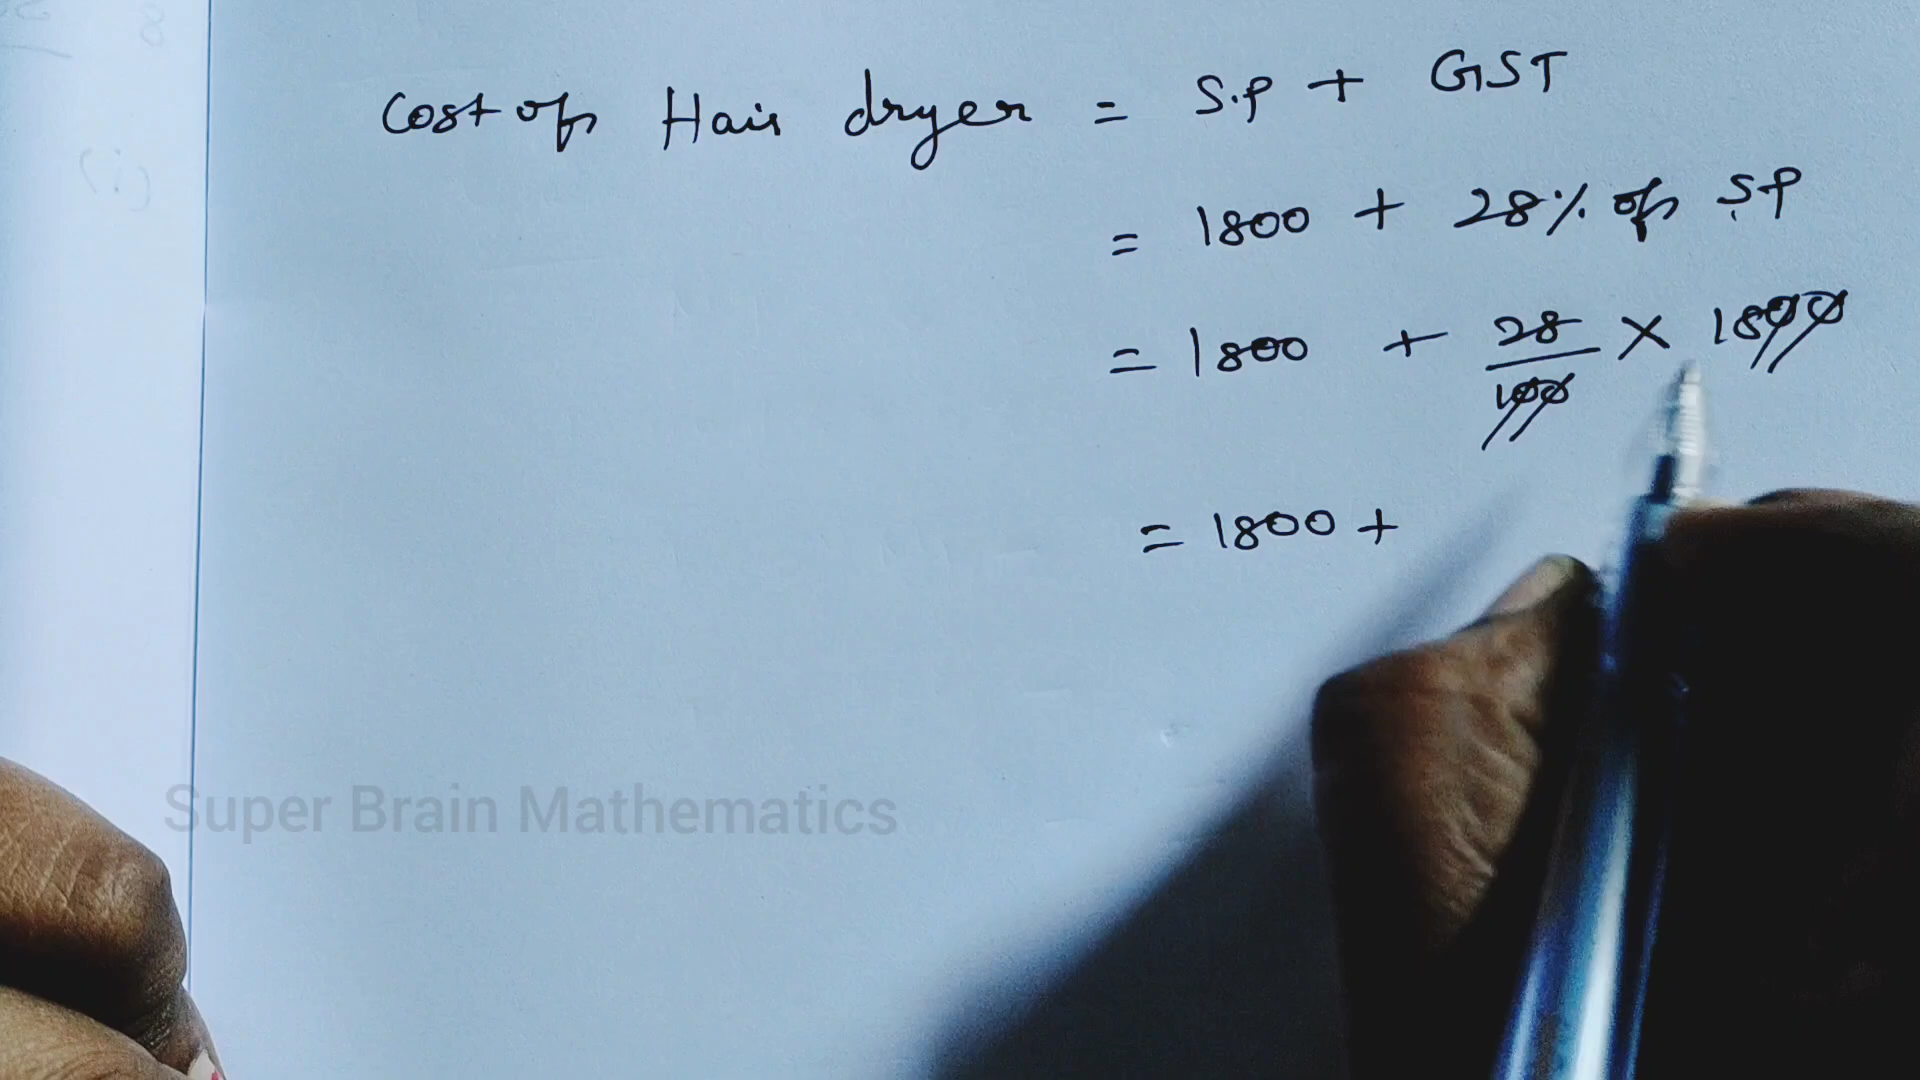 Cost of Hair dryer = S.P + GST
= 1800 + 28% of S.P
= 1800 + 28/100 × 1800
= 1800 +
Super Brain Mathematics